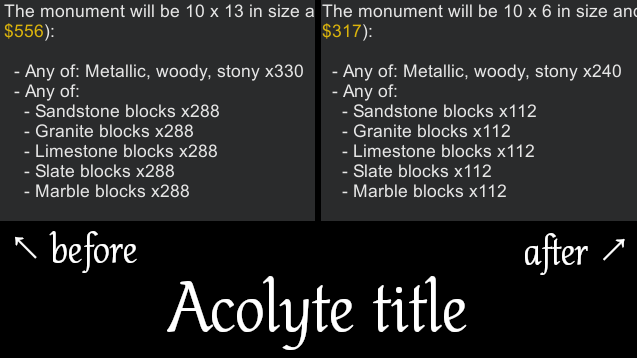 The monument will be 10 x 13 in size a
$556):
- Any of: Metallic, woody, stony x330
- Any of:
- Sandstone blocks x288
- Granite blocks x288
- Limestone blocks x288
- Slate blocks x288
- Marble blocks x288
The monument will be 10 x 6 in size and
$317):
- Any of: Metallic, woody, stony x240
- Any of:
- Sandstone blocks x112
- Granite blocks x112
- Limestone blocks x112
- Slate blocks x112
- Marble blocks x112
↖ before
after ↗
Acolyte title